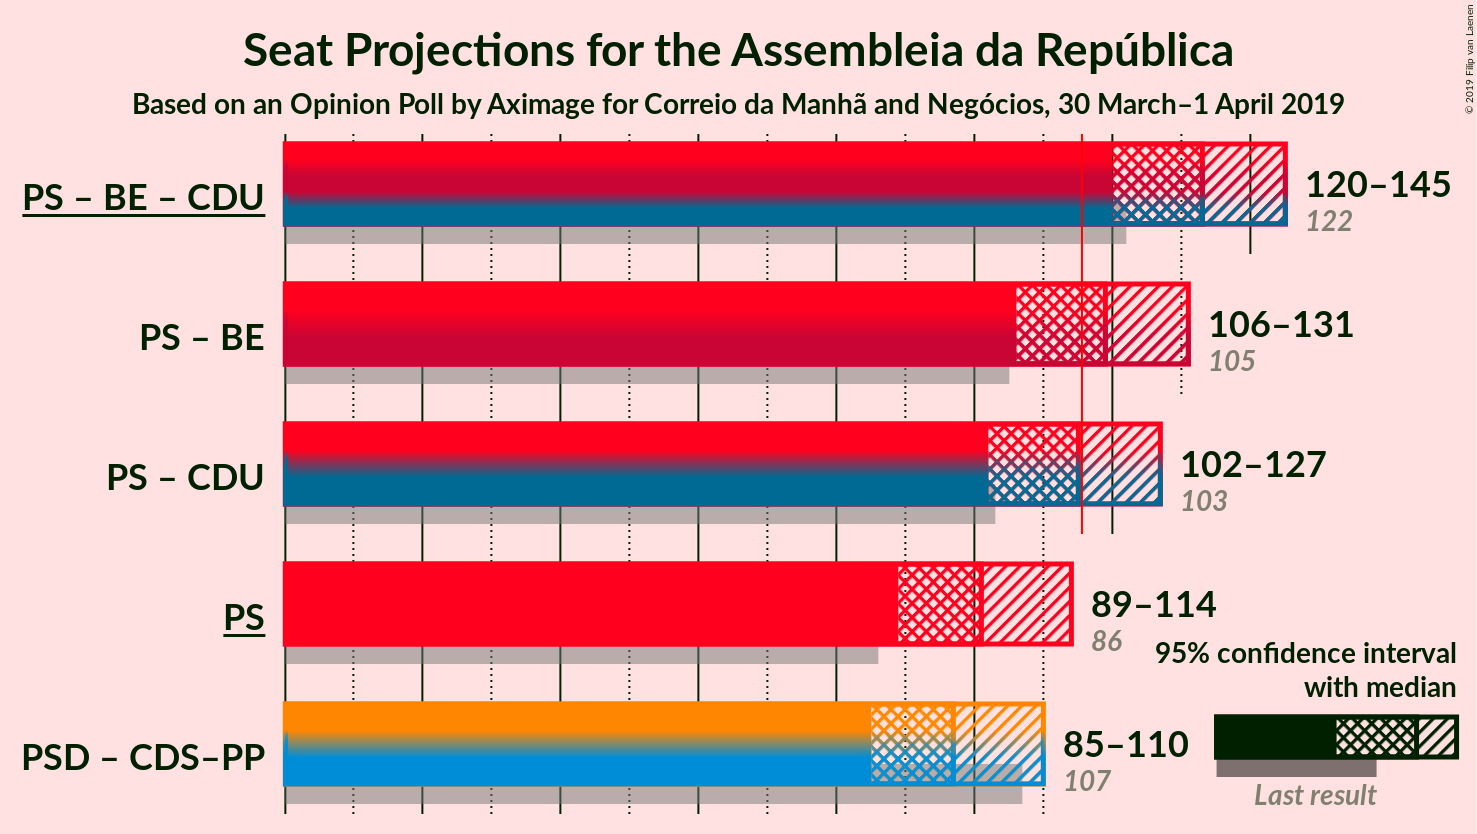 Seat Projections for the Assembleia da República
Based on an Opinion Poll by Aximage for Correio da Manhã and Negócios, 30 March–1 April 2019
© 2019 Filip van Laenen
PS – BE – CDU
120–145
122
PS – BE
106–131
105
PS – CDU
102–127
103
PS
89–114
86
95% confidence interval
with median
PSD – CDS–PP
85–110
107
Last result